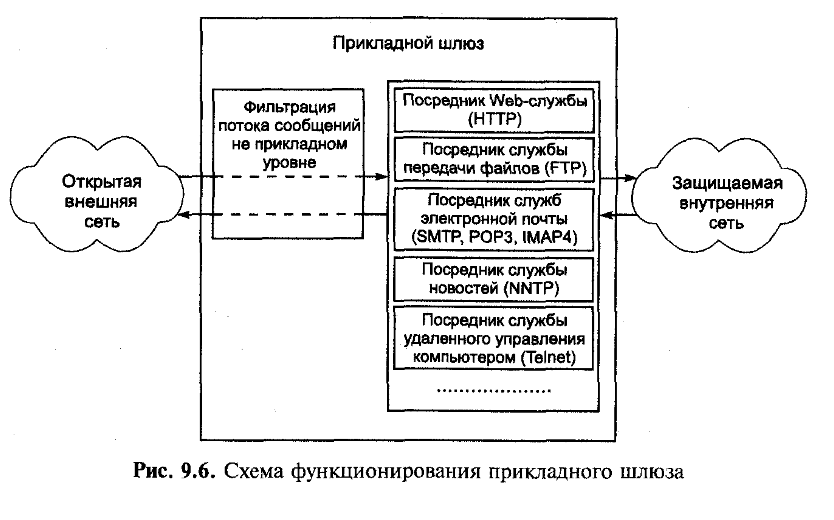 Прикладной шлюз
Фильтрация
потока сообщений
не прикладном
уровне
Посредник Web-службы
(HTTP)
Посредник службы
передачи файлов (FTP)
Посредник служб
электронной почты
(SMTP, POP3, IMAP4)
Посредник службы
новостей (NNTP)
Посредник службы
удаленного управления
компьютером (Telnet)
.....................
Открытая
внешняя
сеть
Защищаемая
внутренняя
сеть
Рис. 9.6. Схема функционирования прикладного шлюза